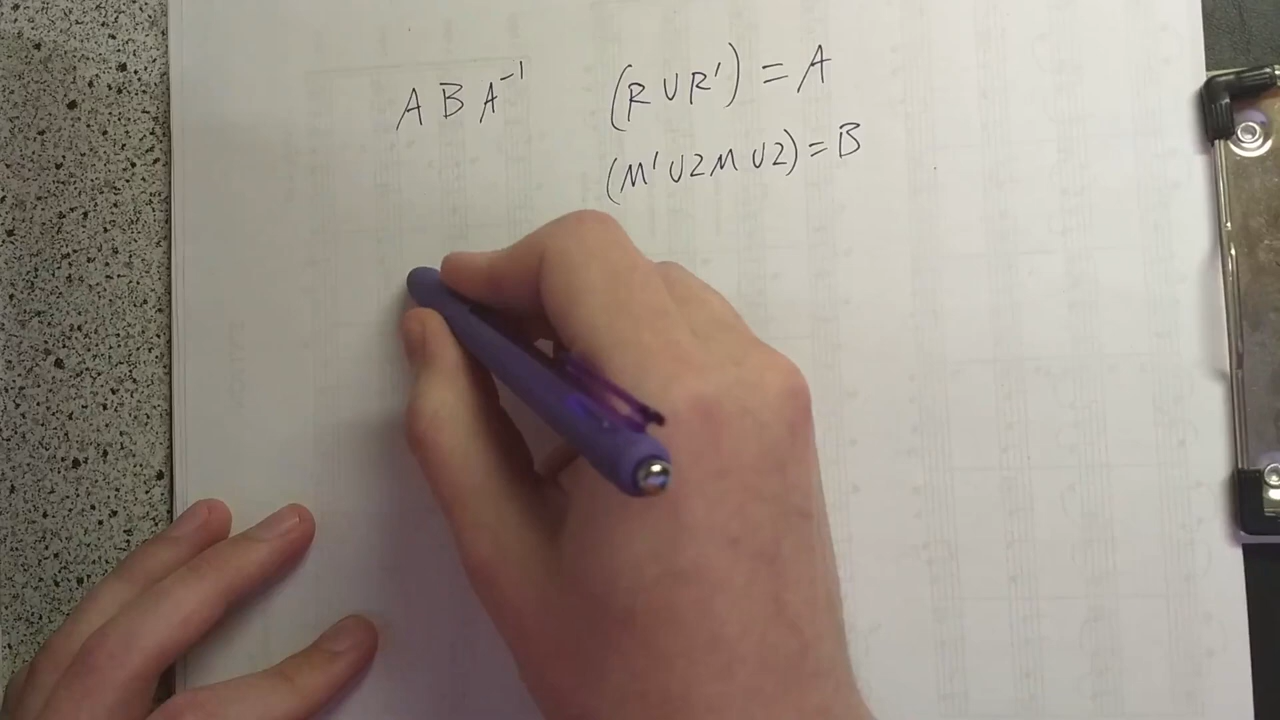 A B A⁻¹ (R U R') = A
(M' U2 M U2) = B